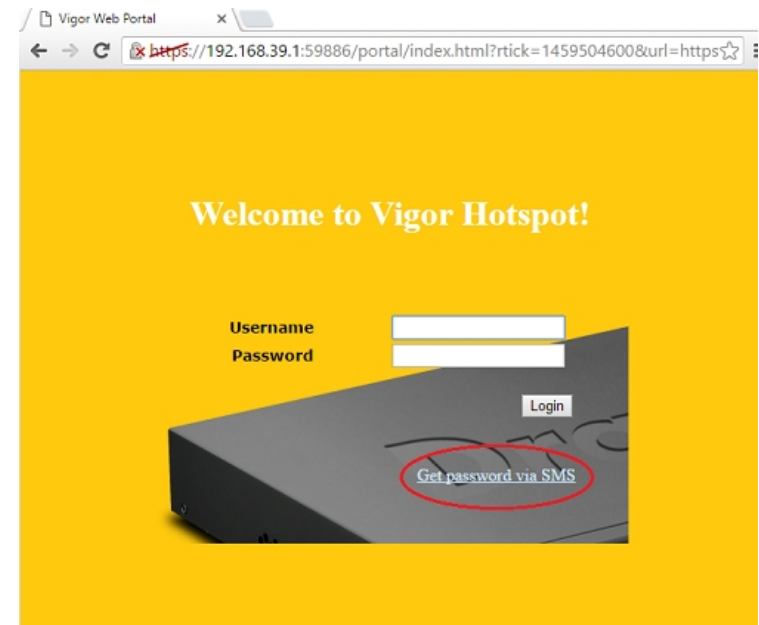 Vigor Web Portal
https://192.168.39.1:59886/portal/index.html?rtick=1459504600&url=https
Welcome to Vigor Hotspot!
Username
Password
Login
Dra
Get password via SMS